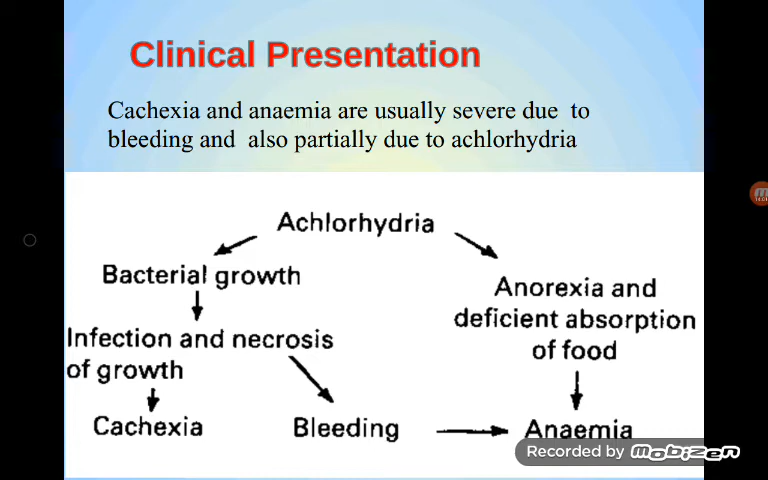 Clinical Presentation
Cachexia and anaemia are usually severe due to
bleeding and also partially due to achlorhydria
Achlorhydria
Bacterial growth
Anorexia and
deficient absorption
of food
Infection and necrosis
of growth
Cachexia
Bleeding
Anaemia
Recorded by mobizen